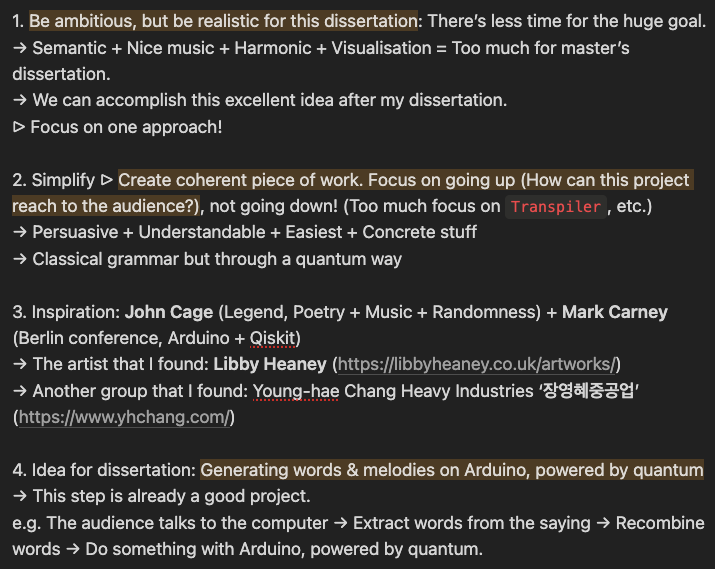 1. Be ambitious, but be realistic for this dissertation: There’s less time for the huge goal.
→ Semantic + Nice music + Harmonic + Visualisation = Too much for master’s
dissertation.
→ We can accomplish this excellent idea after my dissertation.
▷ Focus on one approach!
2. Simplify ▷ Create coherent piece of work. Focus on going up (How can this project
reach to the audience?), not going down! (Too much focus on Transpiler, etc.)
→ Persuasive + Understandable + Easiest + Concrete stuff
→ Classical grammar but through a quantum way
3. Inspiration: John Cage (Legend, Poetry + Music + Randomness) + Mark Carney
(Berlin conference, Arduino + Qiskit)
→ The artist that I found: Libby Heaney (https://libbyheaney.co.uk/artworks/)
→ Another group that I found: Young-hae Chang Heavy Industries ‘장영혜중공업’
(https://www.yhchang.com/)
4. Idea for dissertation: Generating words & melodies on Arduino, powered by quantum
→ This step is already a good project.
e.g. The audience talks to the computer → Extract words from the saying → Recombine
words → Do something with Arduino, powered by quantum.